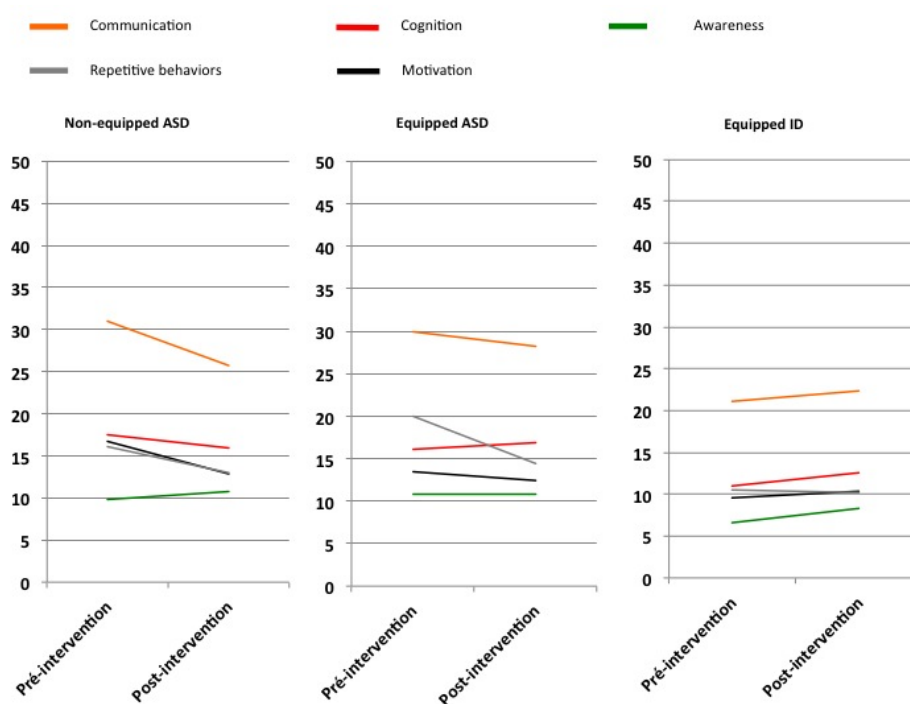 Communication
Cognition
Awareness
Repetitive behaviors
Motivation
Non-equipped ASD
50
45
40
35
30
25
20
15
10
5
0
Pré-intervention
Post-intervention
Equipped ASD
50
45
40
35
30
25
20
15
10
5
0
Pré-intervention
Post-intervention
Equipped ID
50
45
40
35
30
25
20
15
10
5
0
Pré-intervention
Post-intervention